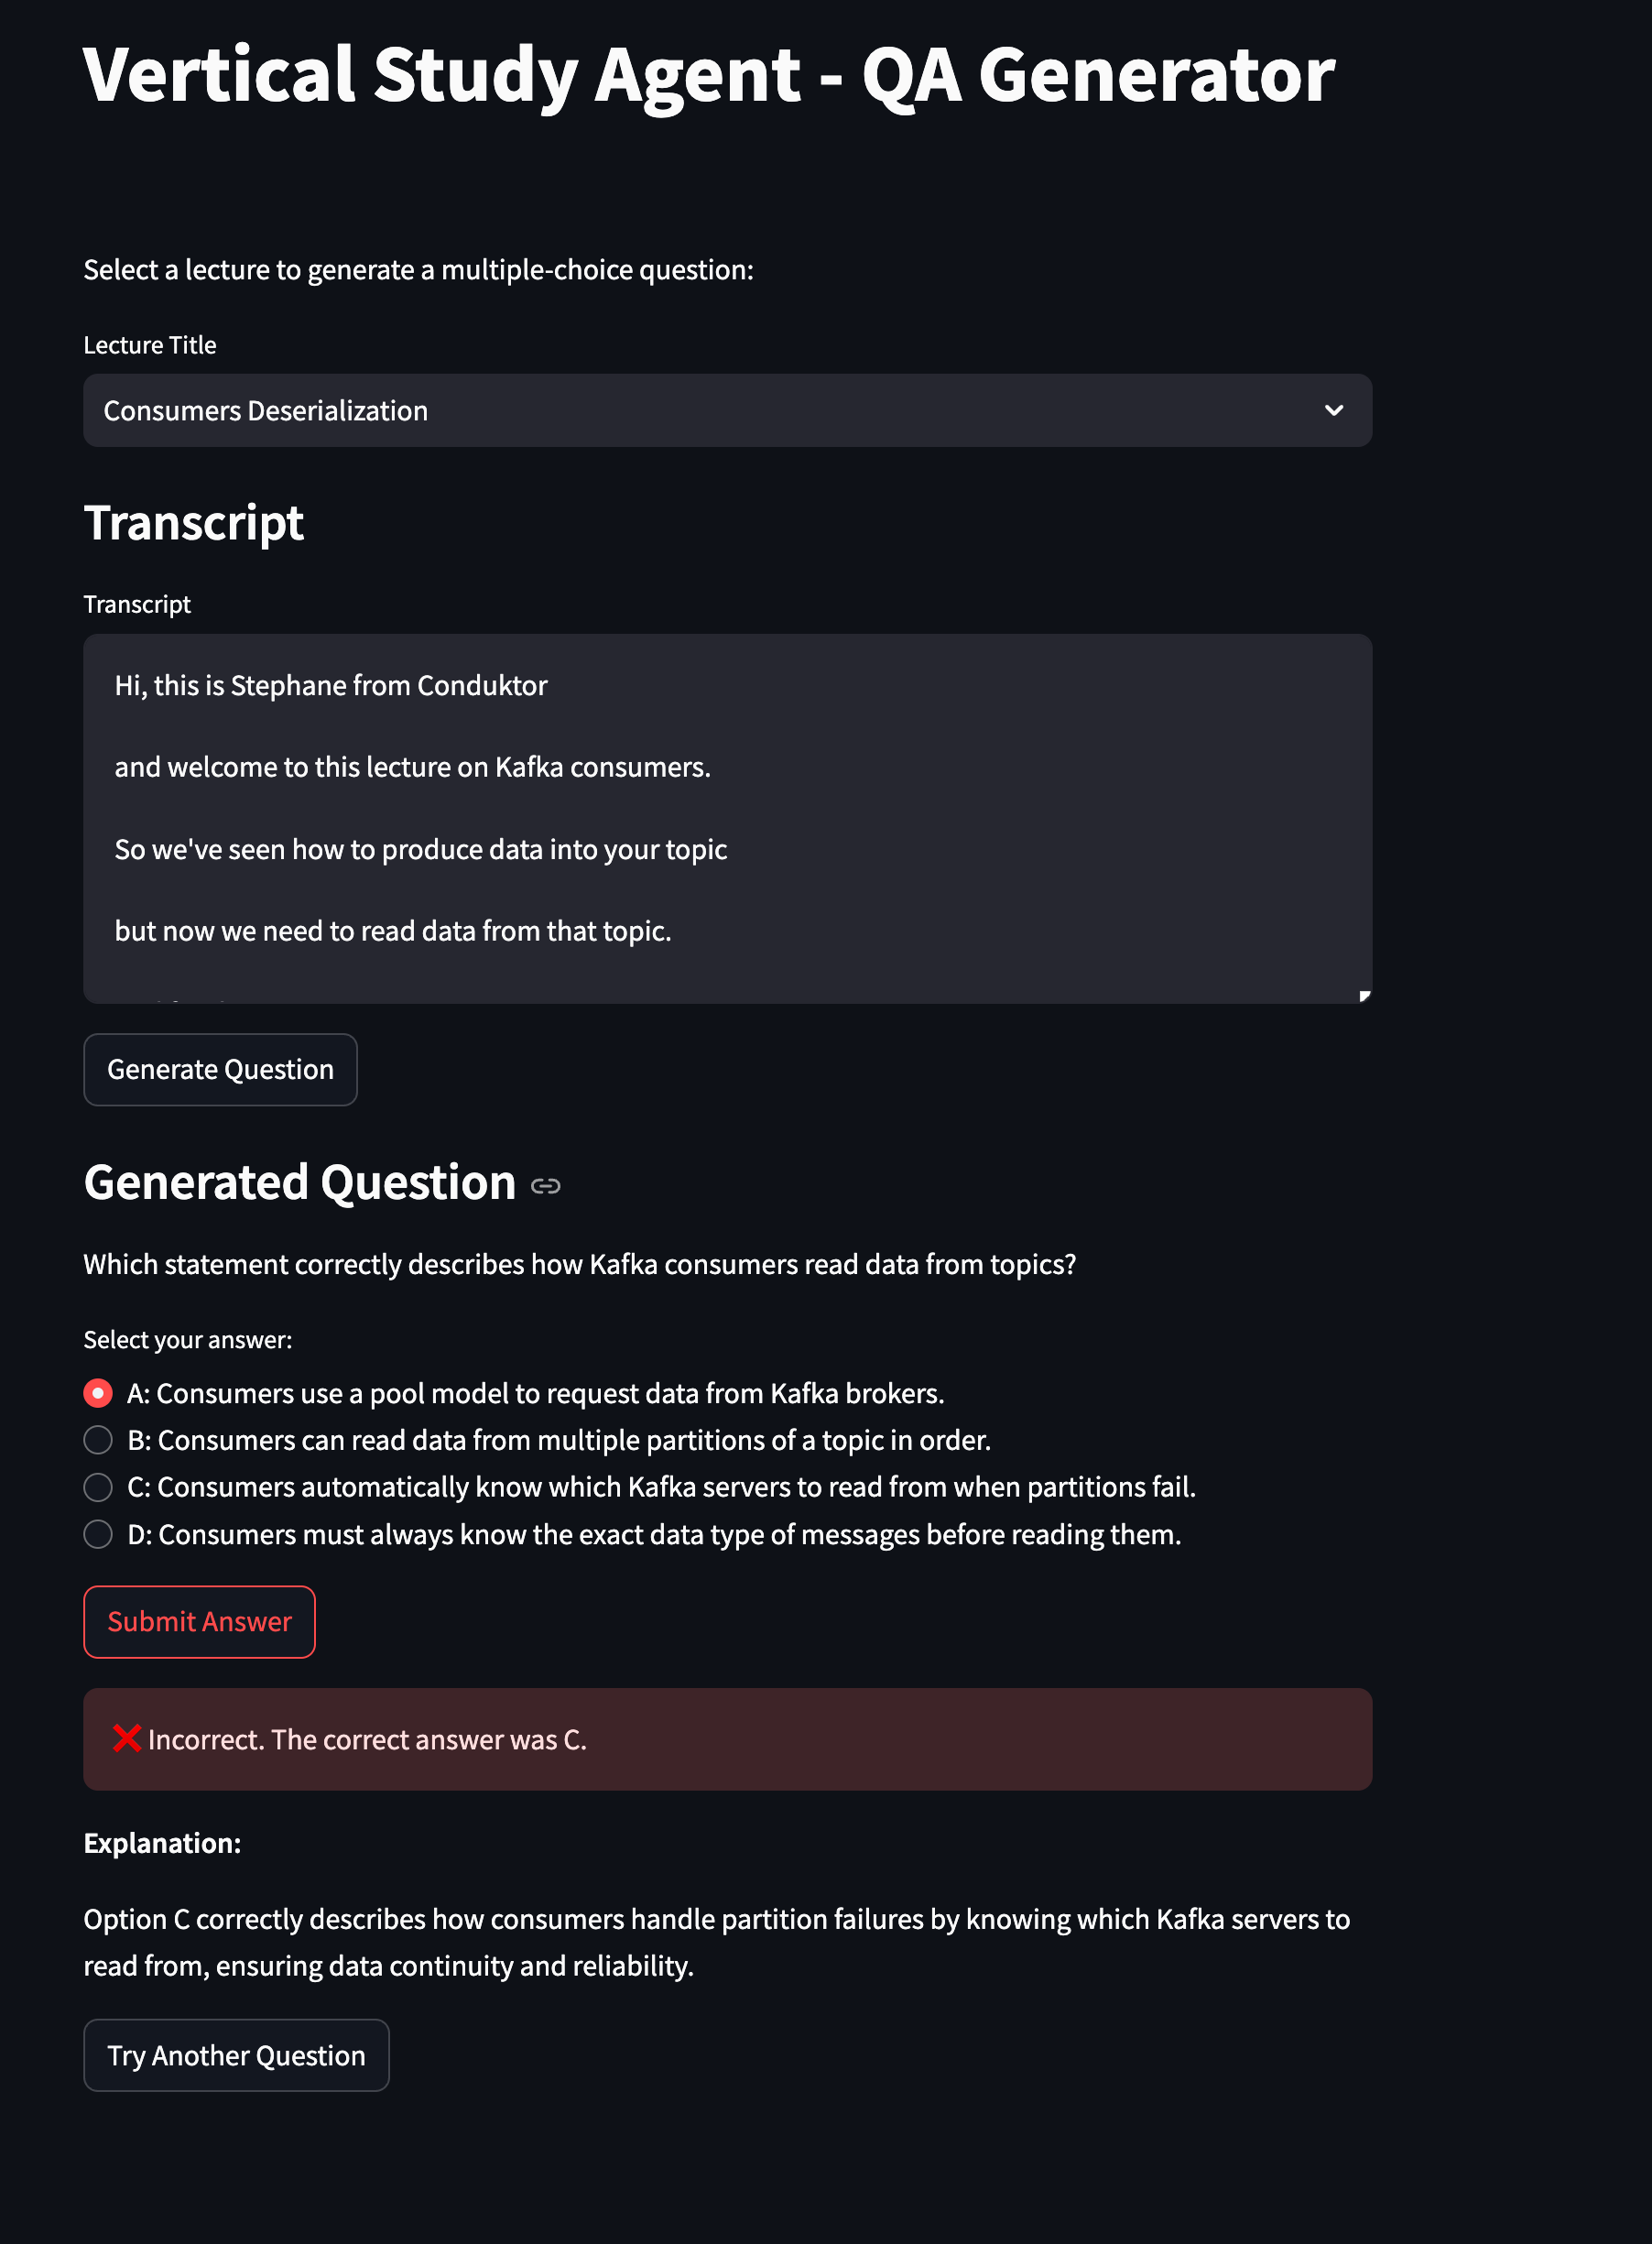 Vertical Study Agent - QA Generator
Select a lecture to generate a multiple-choice question:
Lecture Title
Consumers Deserialization
Transcript
Transcript
Hi, this is Stephane from Conduktor
and welcome to this lecture on Kafka consumers.
So we've seen how to produce data into your topic
but now we need to read data from that topic.
Generate Question
Generated Question
Which statement correctly describes how Kafka consumers read data from topics?
Select your answer:
A: Consumers use a pool model to request data from Kafka brokers.
B: Consumers can read data from multiple partitions of a topic in order.
C: Consumers automatically know which Kafka servers to read from when partitions fail.
D: Consumers must always know the exact data type of messages before reading them.
Submit Answer
❌ Incorrect. The correct answer was C.
Explanation:
Option C correctly describes how consumers handle partition failures by knowing which Kafka servers to
read from, ensuring data continuity and reliability.
Try Another Question